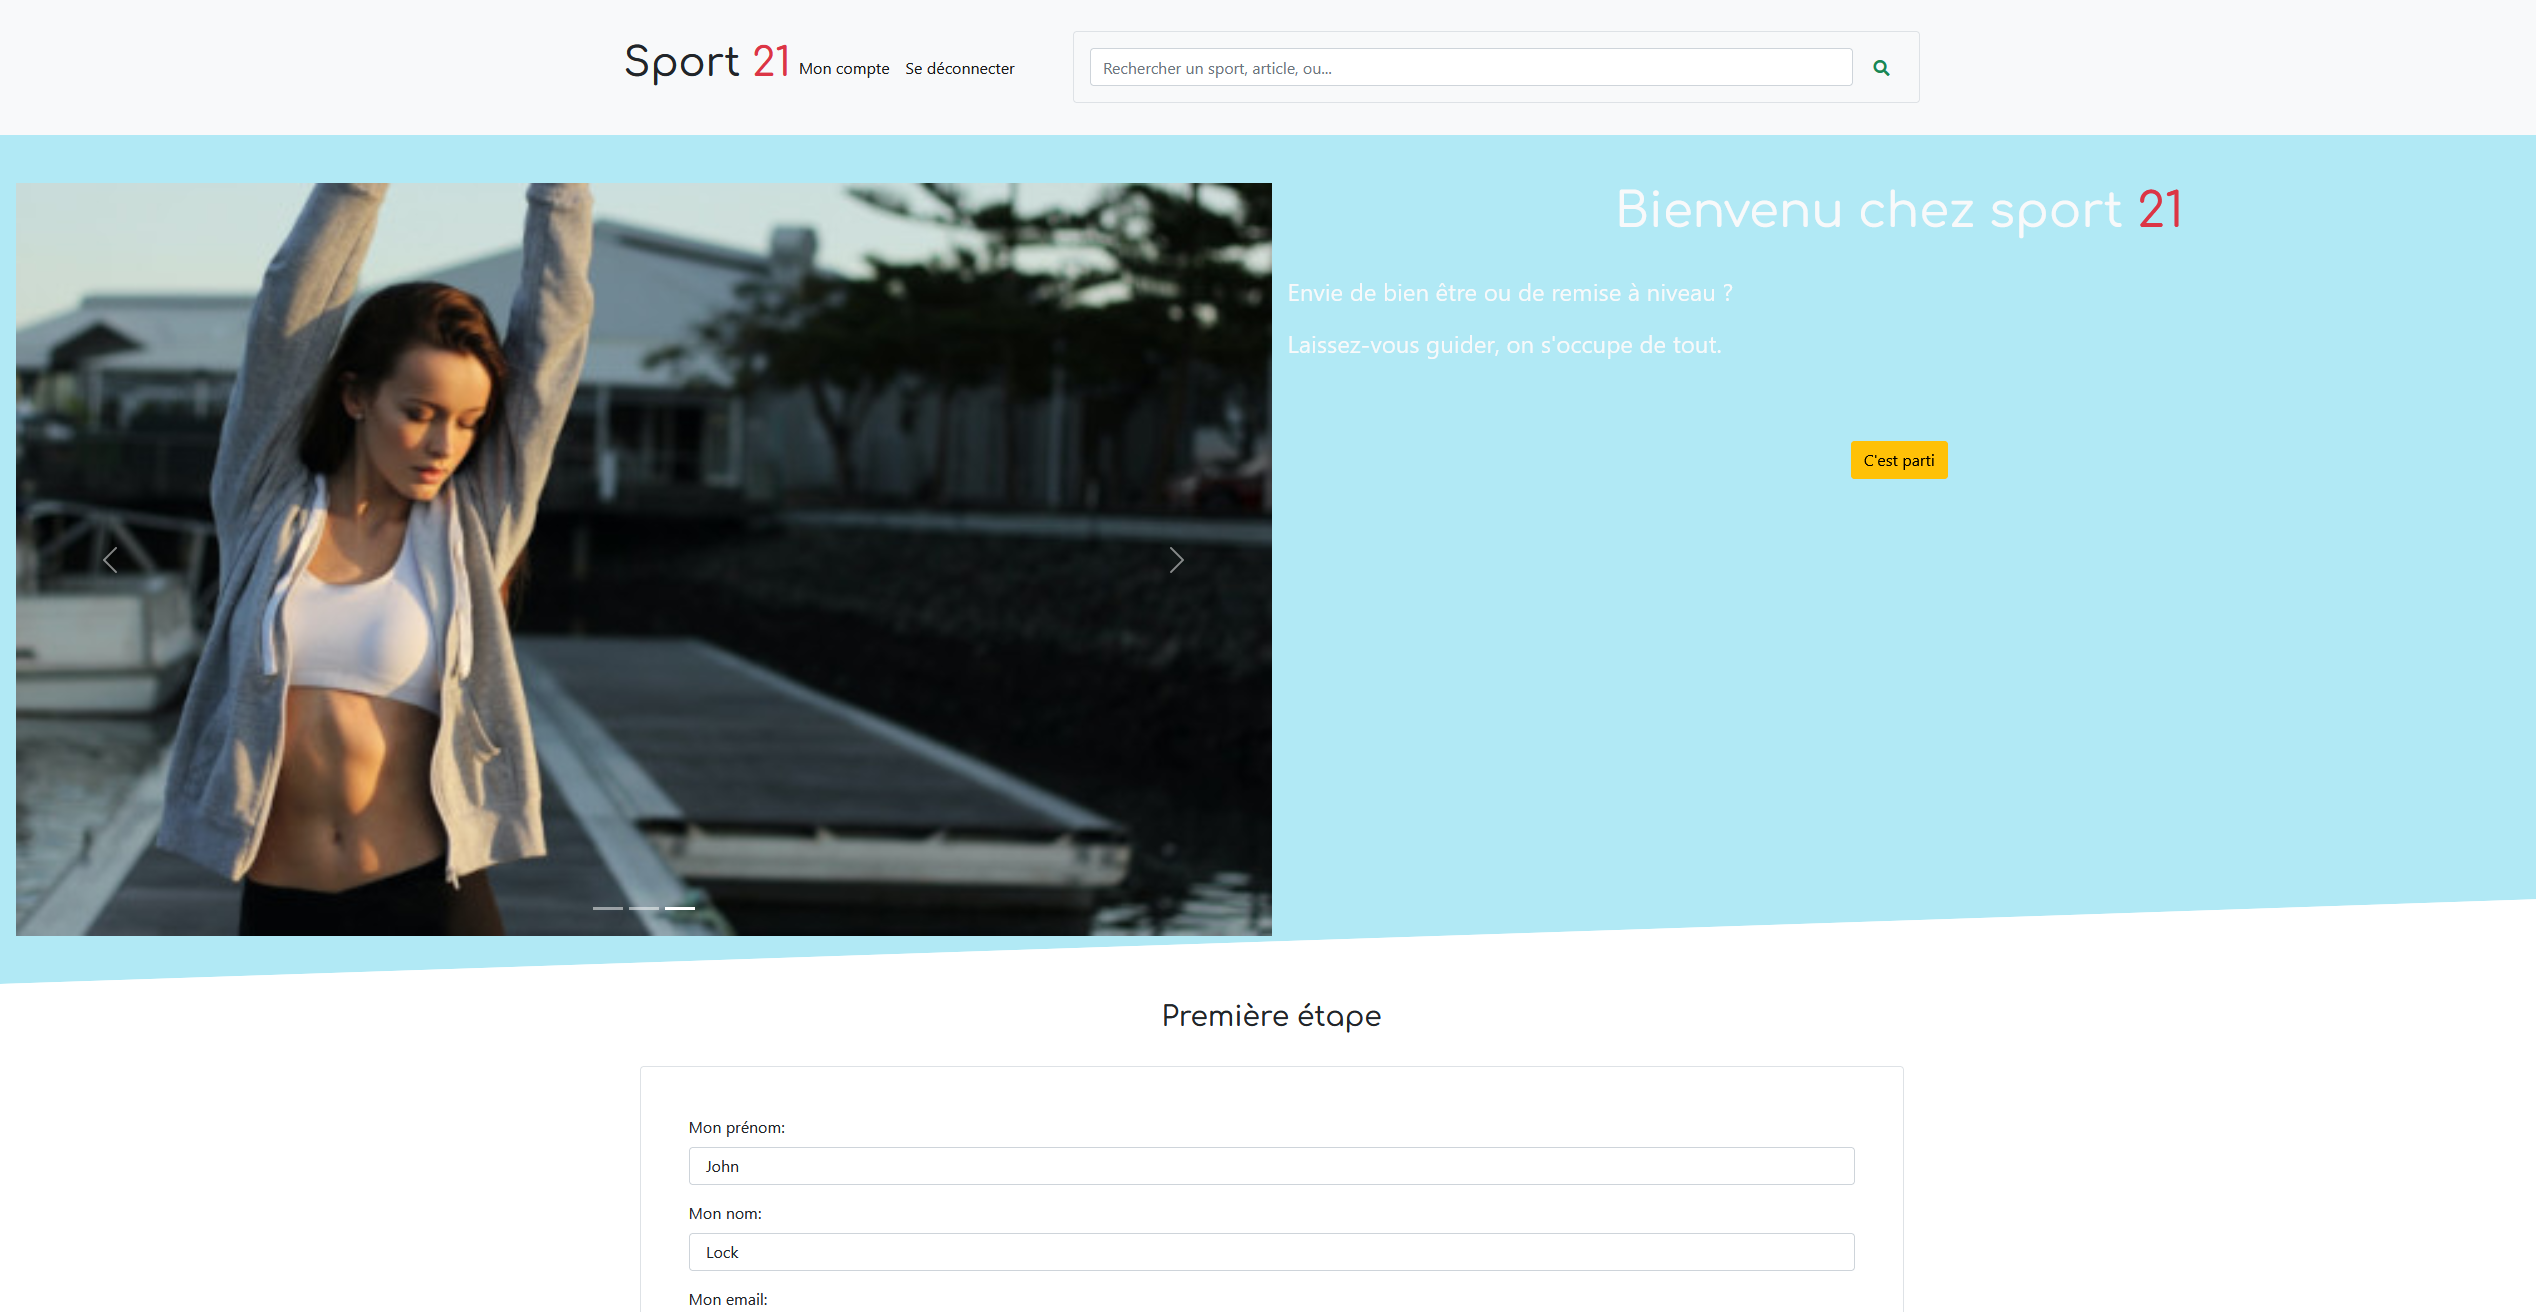 Sport 21 Mon compte Se déconnecter
Rechercher un sport, article, ou...
Bienvenu chez sport 21
Envie de bien être ou de remise à niveau ?
Laissez-vous guider, on s'occupe de tout.
C'est parti
Première étape
Mon prénom:
John
Mon nom:
Lock
Mon email: